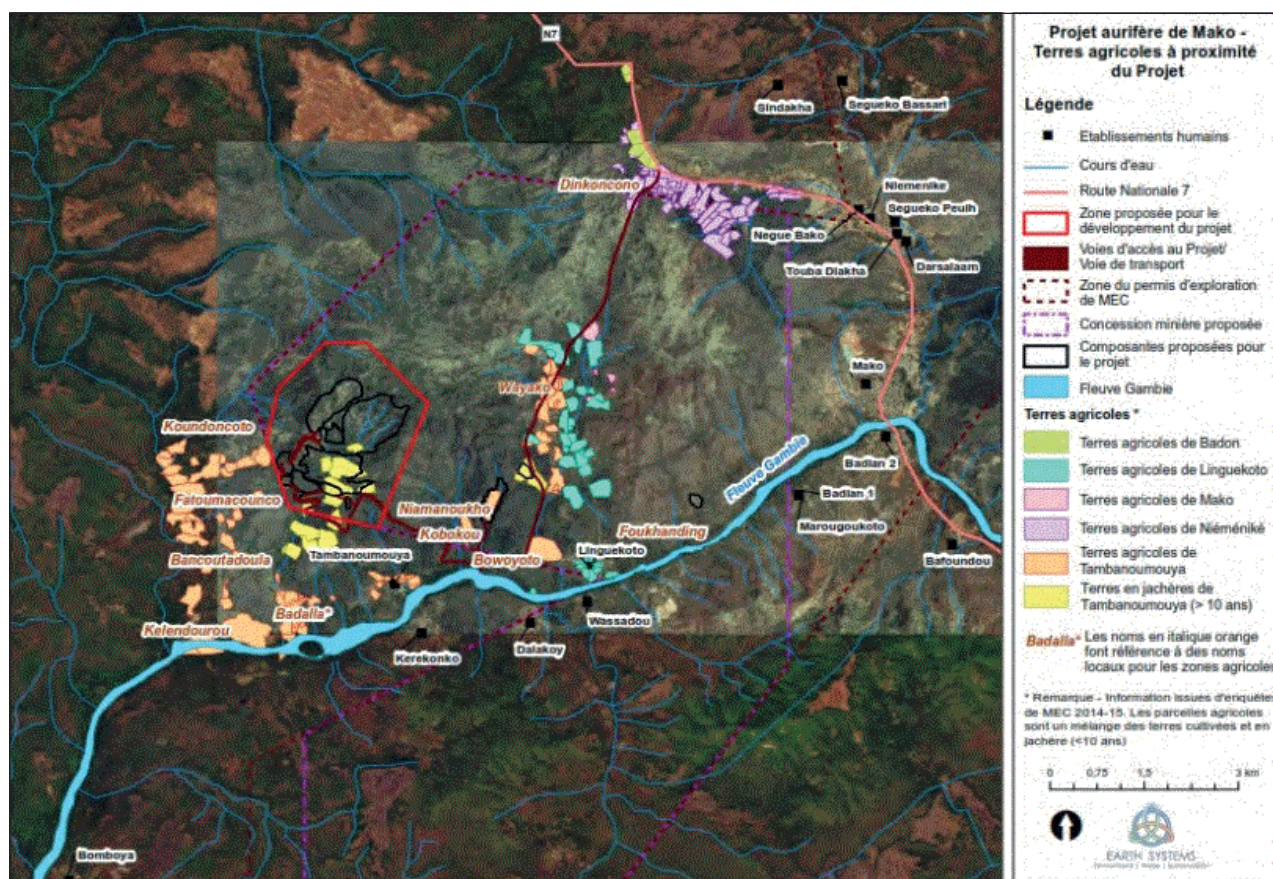 Projet aurifère de Mako -
Terres agricoles à proximité
du Projet
Légende
Etablissements humains
Cours d'eau
Route Nationale 7
Zone proposée pour le
développement du projet
Voies d'accès au Projet/
Voie de transport
Zone du permis d'exploration
de MEC
Concession minière proposée
Composantes proposées pour
le projet
Fleuve Gambie
Terres agricoles *
Terres agricoles de Badon
Terres agricoles de Linguekoto
Terres agricoles de Mako
Terres agricoles de Niéméniké
Terres agricoles de
Tambanoumouya
Terres en jachères de
Tambanoumouya (> 10 ans)
Badalla* Les noms en italique orange
font référence à des noms
locaux pour les zones agricoles
* Remarque - Information issues d'enquête
de MEC 2014-15. Les parcelles agricoles
sont un mélange des terres cultivées et en
jachère (<10 ans)
0 0,75 1,5 3 km
EARTH SYSTEMS
N7
Sindakha
Segueko Bassari
Dinkoncono
Niemenike
Segueko Peulh
Negue Bako
Touba Diakha
Darsalaam
Mako
Wayako
Koundoncoto
Fatoumacounco
Niamanoukho
Kobokou
Fleuve Gambie
Badian 2
Badian 1
Marougoukoto
Foukhanding
Bafoundou
Bancoutadoula
Tambanoumouya
Bowoyoto
Linguekoto
Badalla*
Kelendourou
Kerekonko
Dalakoy
Wassadou
Bomboya